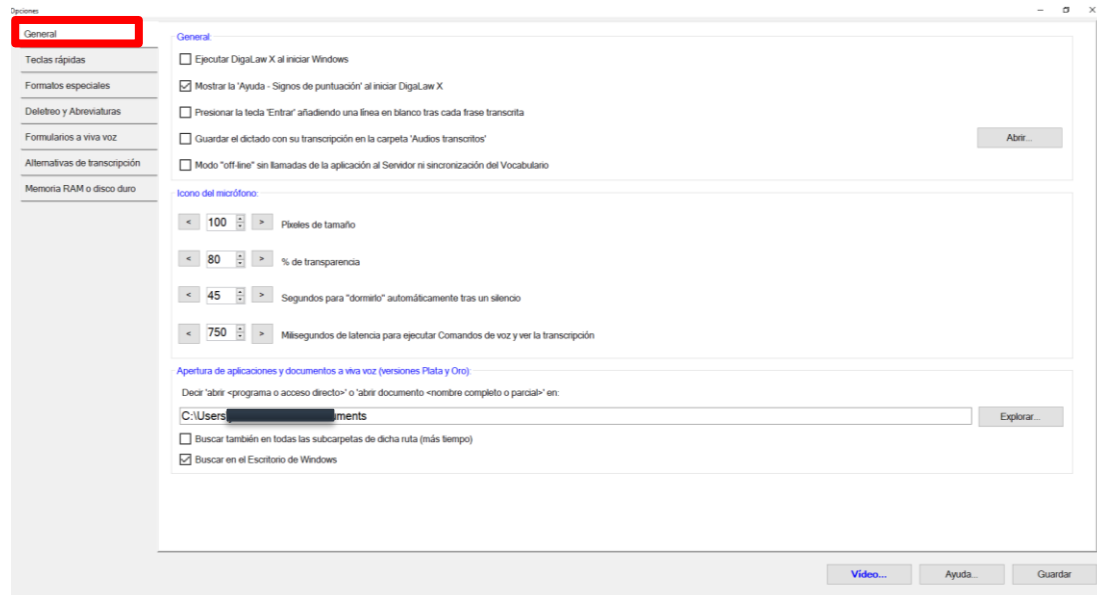 Opciones
General
Teclas rápidas
Formatos especiales
Deletreo y Abreviaturas
Formularios a viva voz
Alternativas de transcripción
Memoria RAM o disco duro
General:
Ejecutar DigaLaw X al iniciar Windows
Mostrar la 'Ayuda - Signos de puntuación' al iniciar DigaLaw X
Presionar la tecla 'Entrar' añadiendo una línea en blanco tras cada frase transcrita
Guardar el dictado con su transcripción en la carpeta 'Audios transcritos'
Abrir...
Modo "off-line" sin llamadas de la aplicación al Servidor ni sincronización del Vocabulario
Icono del micrófono:
< 100 > Píxeles de tamaño
< 80 > % de transparencia
< 45 > Segundos para "dormirlo" automáticamente tras un silencio
< 750 > Milisegundos de latencia para ejecutar Comandos de voz y ver la transcripción
Apertura de aplicaciones y documentos a viva voz (versiones Plata y Oro):
Decir 'abrir <programa o acceso directo>' o 'abrir documento <nombre completo o parcial>' en:
C:\Users ments
Explorar...
Buscar también en todas las subcarpetas de dicha ruta (más tiempo)
Buscar en el Escritorio de Windows
Vídeo...
Ayuda...
Guardar